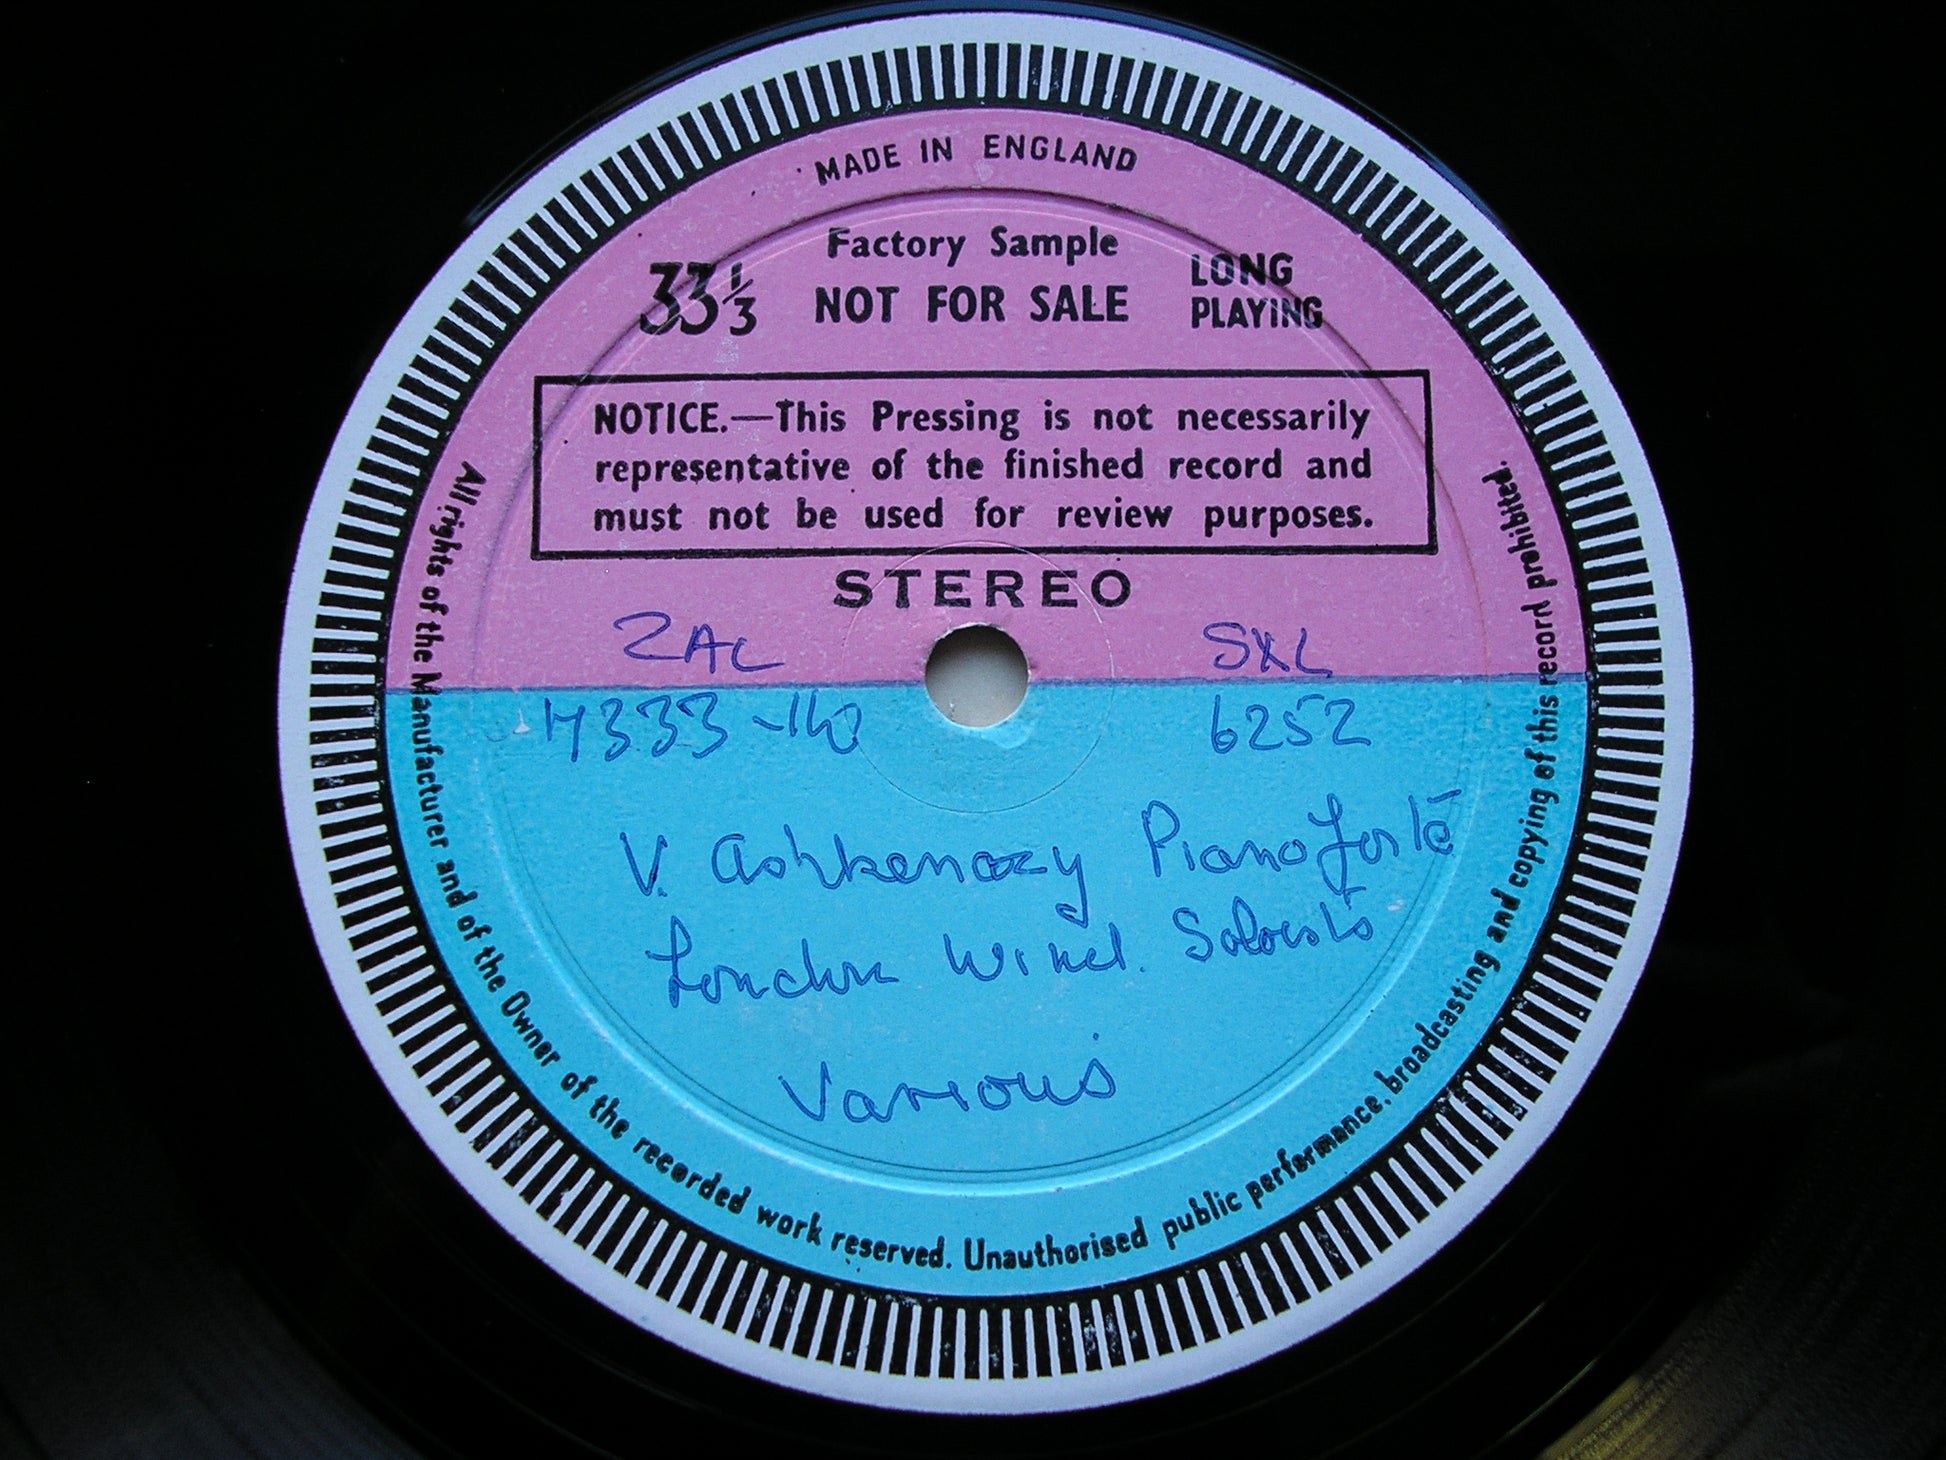 MADE IN ENGLAND
Factory Sample
33⅓ NOT FOR SALE LONG PLAYING
NOTICE.—This Pressing is not necessarily
representative of the finished record and
must not be used for review purposes.
STEREO
ZAL SXL
7333 6252
V. Ashkenazy Pianoforte
London Wind. Soloists
Various
All rights of the Manufacturer and of the Owner of the recorded work reserved. Unauthorised public performance, broadcasting and copying of this record prohibited.